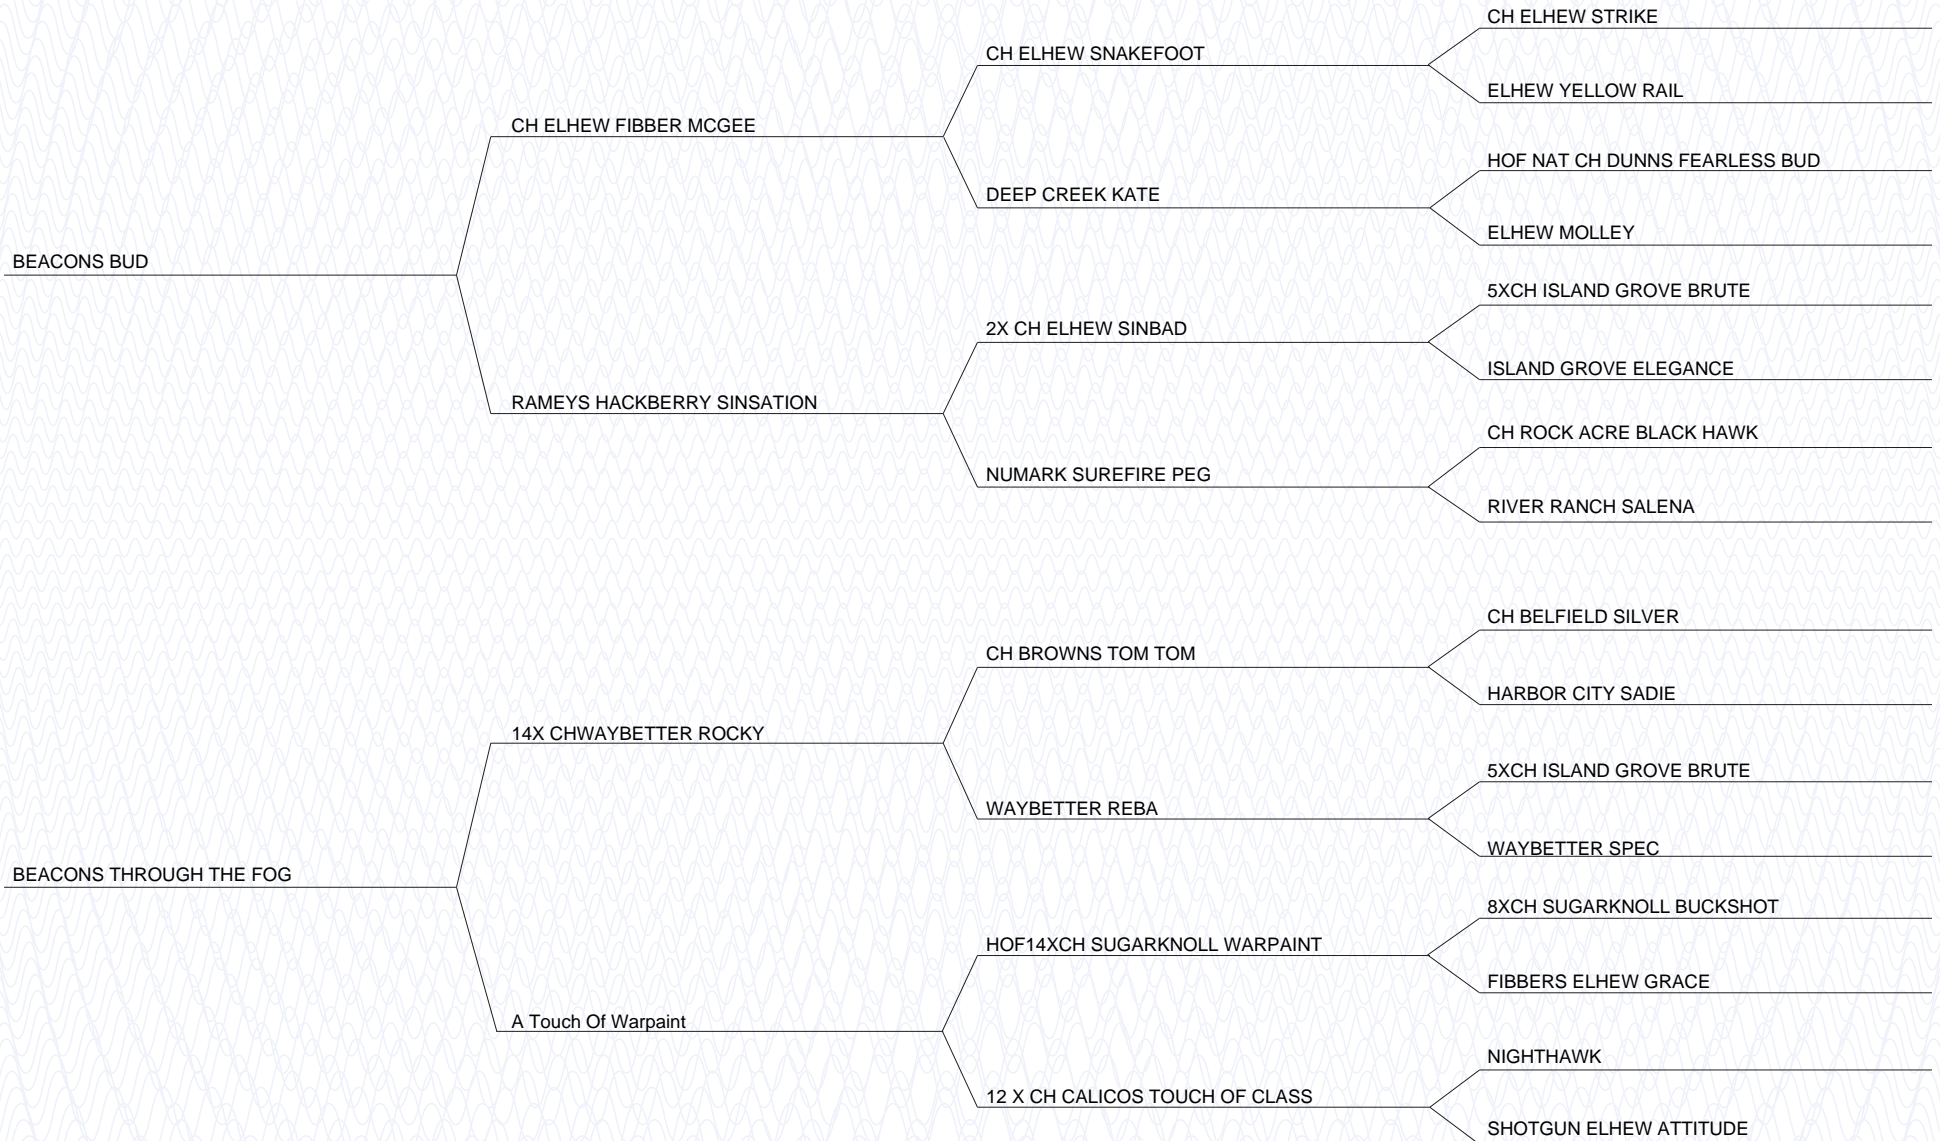 CH ELHEW STRIKE
CH ELHEW SNAKEFOOT
ELHEW YELLOW RAIL
CH ELHEW FIBBER MCGEE
HOF NAT CH DUNNS FEARLESS BUD
DEEP CREEK KATE
ELHEW MOLLEY
BEACONS BUD
5XCH ISLAND GROVE BRUTE
2X CH ELHEW SINBAD
ISLAND GROVE ELEGANCE
RAMEYS HACKBERRY SINSATION
CH ROCK ACRE BLACK HAWK
NUMARK SUREFIRE PEG
RIVER RANCH SALENA
CH BELFIELD SILVER
CH BROWNS TOM TOM
HARBOR CITY SADIE
14X CHWAYBETTER ROCKY
5XCH ISLAND GROVE BRUTE
WAYBETTER REBA
WAYBETTER SPEC
BEACONS THROUGH THE FOG
8XCH SUGARKNOLL BUCKSHOT
HOF14XCH SUGARKNOLL WARPAINT
FIBBERS ELHEW GRACE
A Touch Of Warpaint
NIGHTHAWK
12 X CH CALICOS TOUCH OF CLASS
SHOTGUN ELHEW ATTITUDE